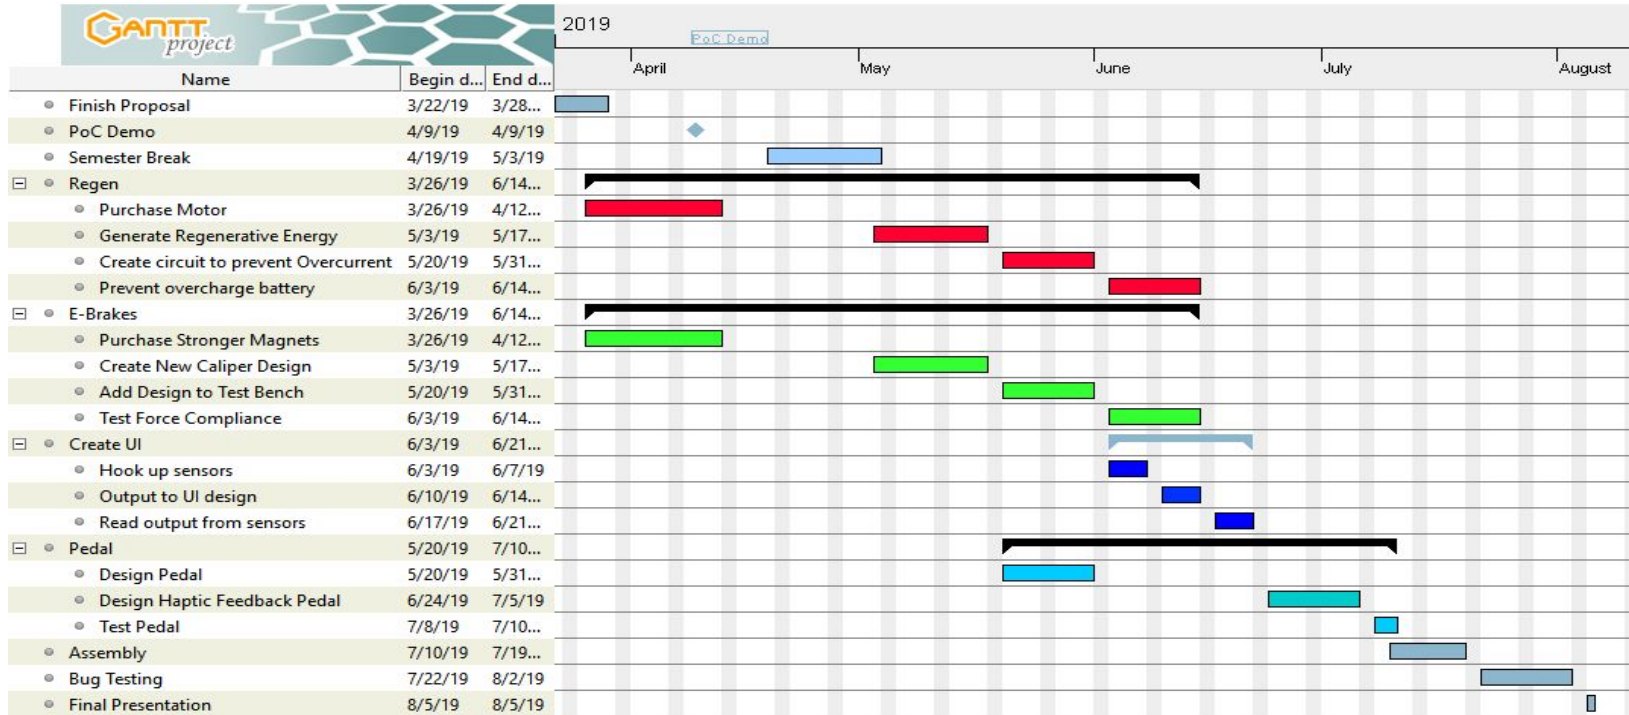 GANTT project
2019
PoC Demo
April May June July August
Name Begin d... End d...
Finish Proposal 3/22/19 3/28...
PoC Demo 4/9/19 4/9/19
Semester Break 4/19/19 5/3/19
Regen 3/26/19 6/14...
Purchase Motor 3/26/19 4/12...
Generate Regenerative Energy 5/3/19 5/17...
Create circuit to prevent Overcurrent 5/20/19 5/31...
Prevent overcharge battery 6/3/19 6/14...
E-Brakes 3/26/19 6/14...
Purchase Stronger Magnets 3/26/19 4/12...
Create New Caliper Design 5/3/19 5/17...
Add Design to Test Bench 5/20/19 5/31...
Test Force Compliance 6/3/19 6/14...
Create UI 6/3/19 6/21...
Hook up sensors 6/3/19 6/7/19
Output to UI design 6/10/19 6/14...
Read output from sensors 6/17/19 6/21...
Pedal 5/20/19 7/10...
Design Pedal 5/20/19 5/31...
Design Haptic Feedback Pedal 6/24/19 7/5/19
Test Pedal 7/8/19 7/10...
Assembly 7/10/19 7/19...
Bug Testing 7/22/19 8/2/19
Final Presentation 8/5/19 8/5/19